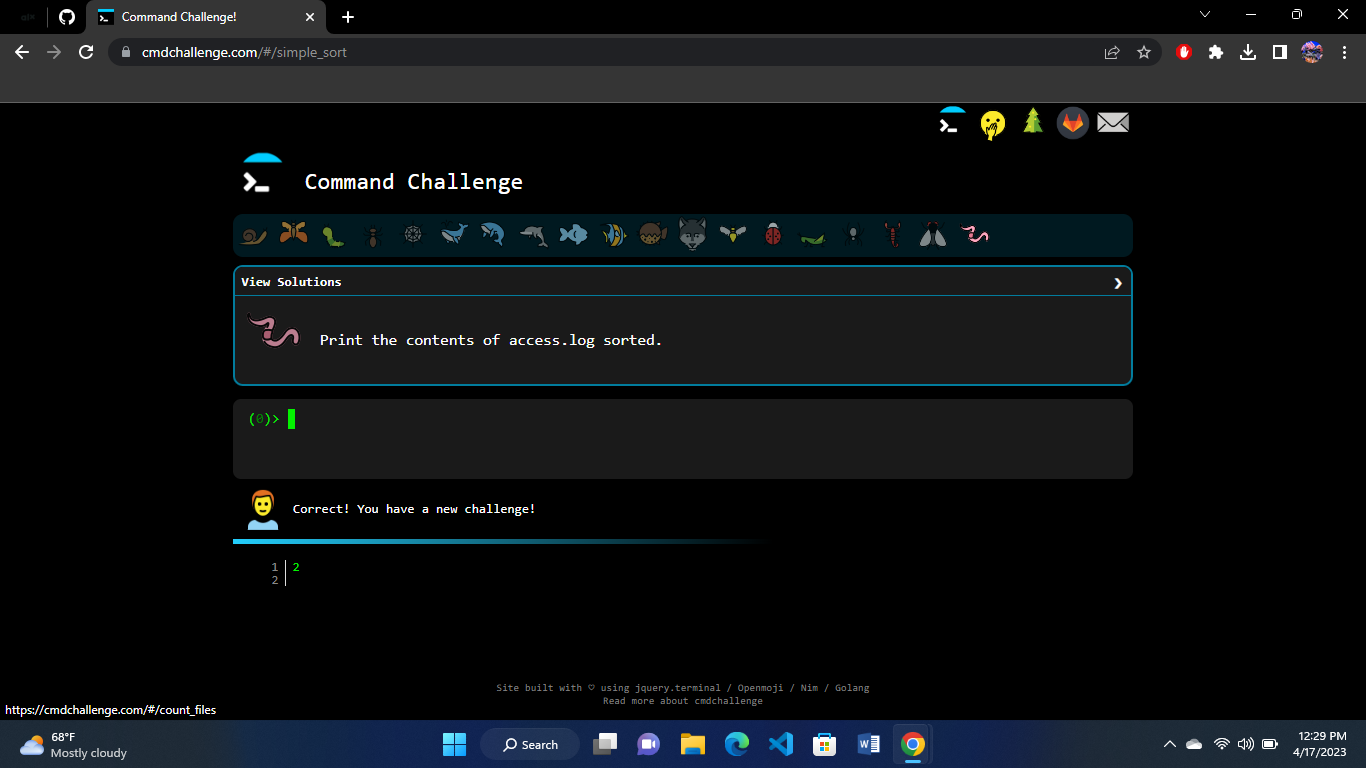 Command Challenge!
cmdchallenge.com/#/simple_sort
Command Challenge
View Solutions
Print the contents of access.log sorted.
(0)>
Correct! You have a new challenge!
1 2
2
Site built with ♡ using jquery.terminal / Openmoji / Nim / Golang
Read more about cmdchallenge
https://cmdchallenge.com/#/count_files
68°F
Mostly cloudy
Search
12:29 PM
4/17/2023